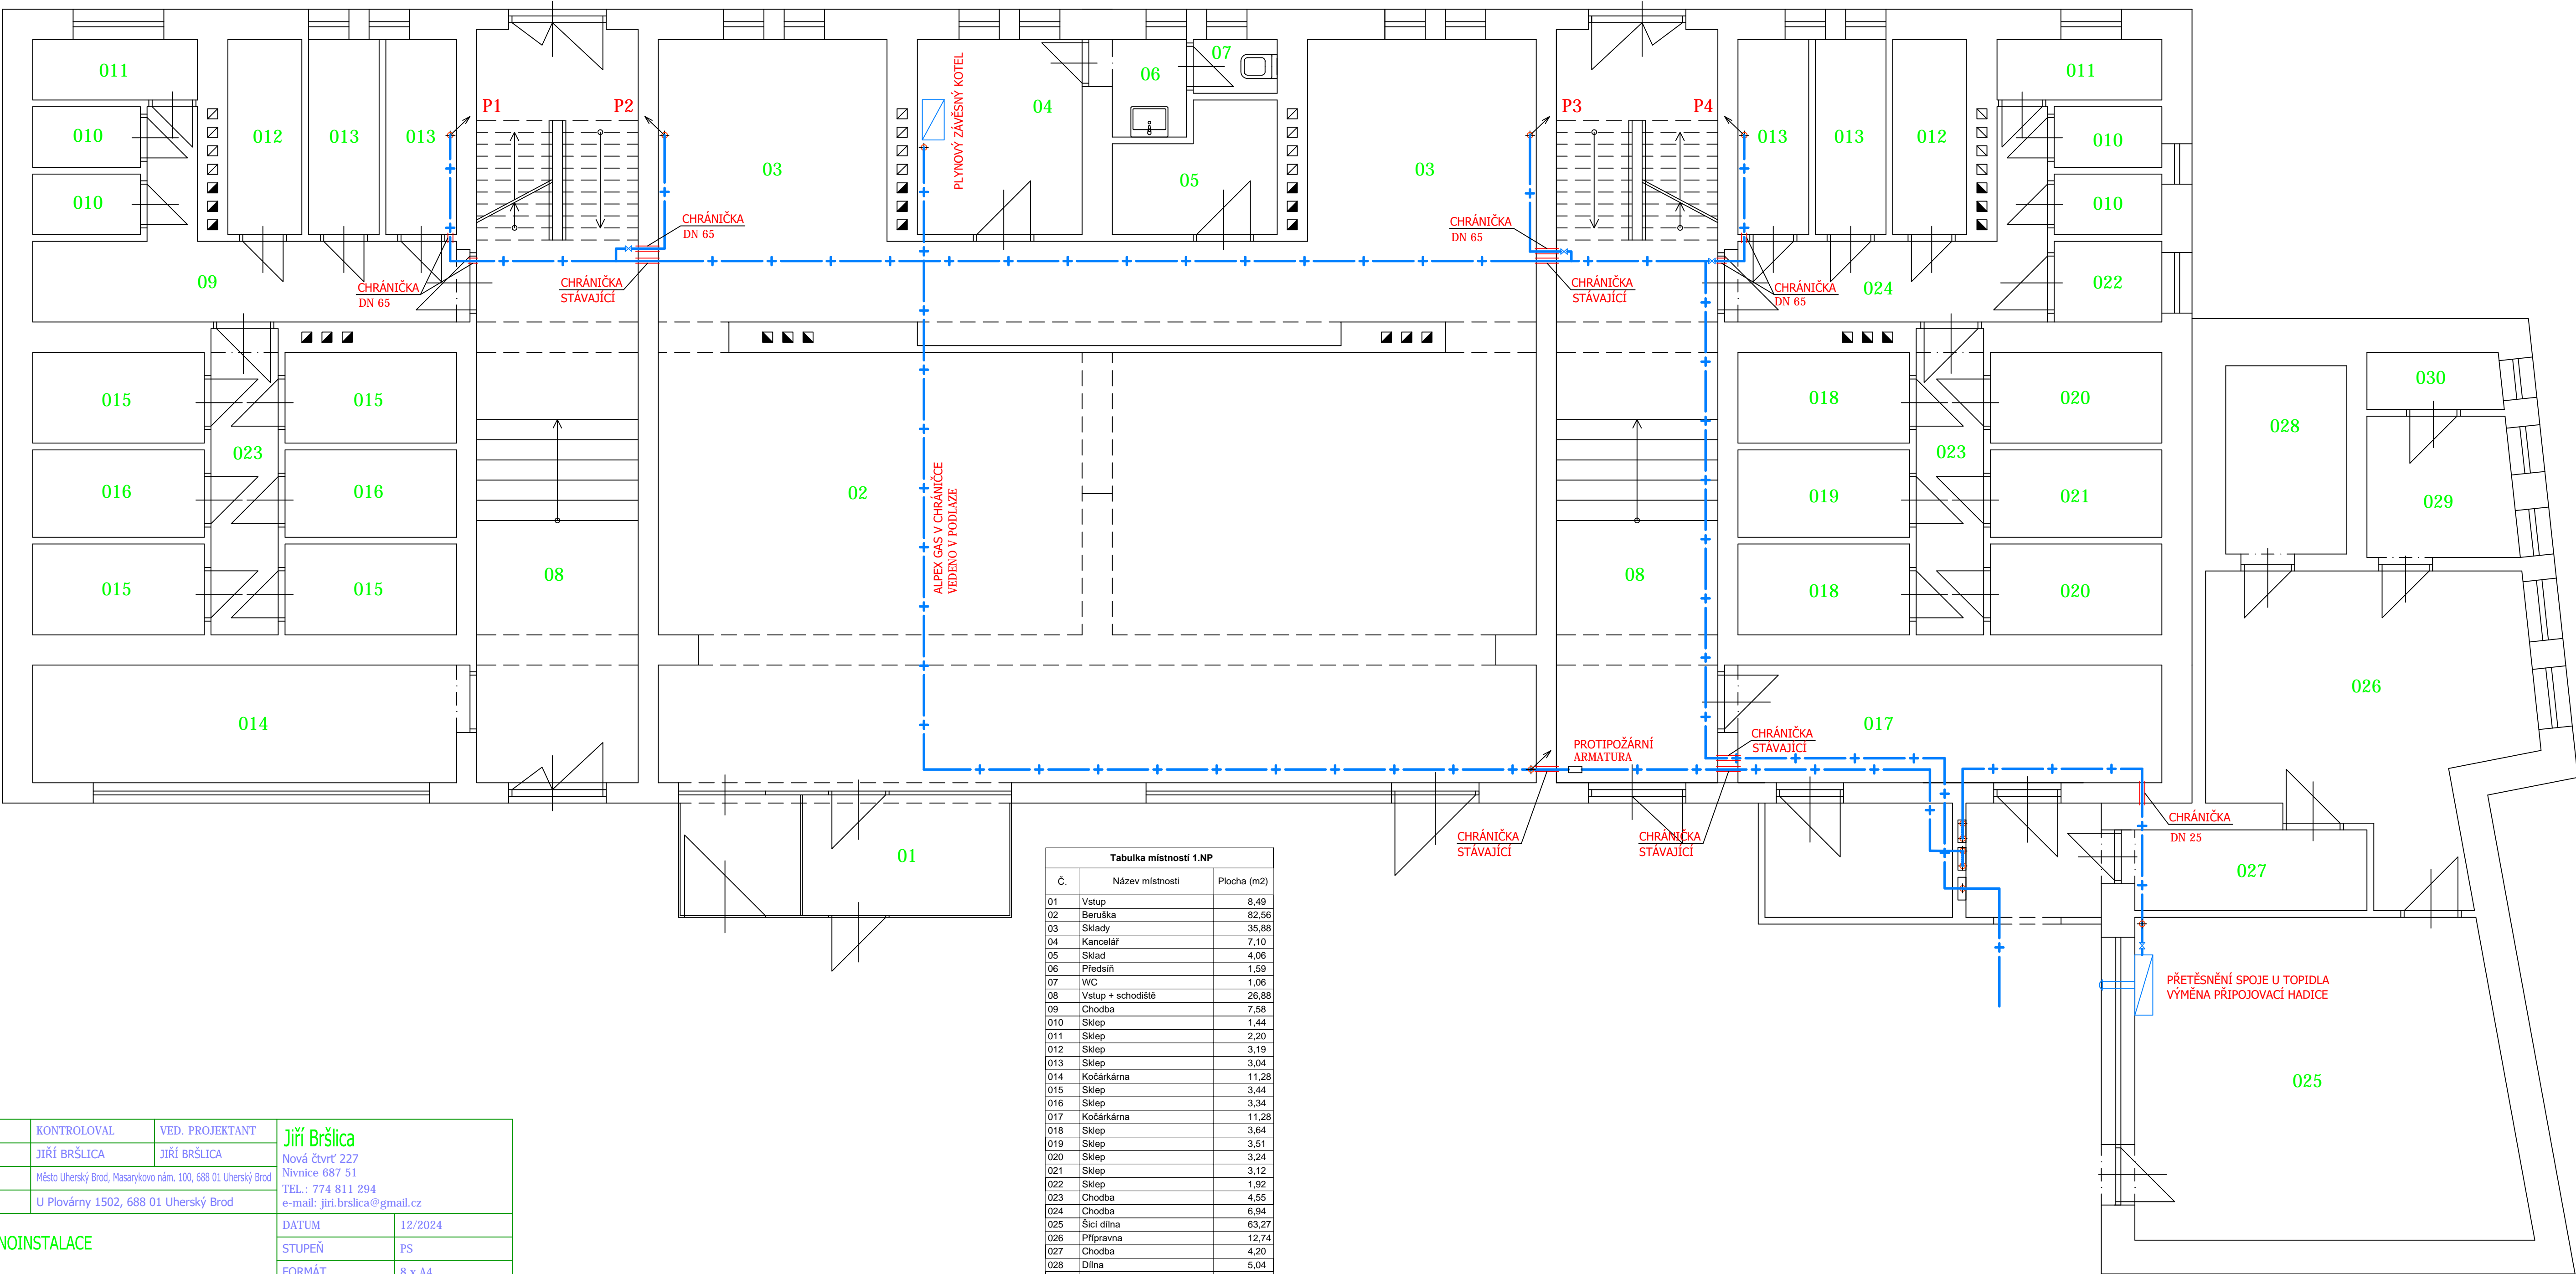 011
010
010
012
013
013
P1
P2
03
PLYNOVÝ ZÁVĚSNÝ KOTEL
04
06
07
05
03
P3
P4
013
013
012
011
010
010
022
09
CHRÁNIČKA
DN 65
CHRÁNIČKA
DN 65
CHRÁNIČKA
STÁVAJÍCÍ
CHRÁNIČKA
DN 65
CHRÁNIČKA
STÁVAJÍCÍ
CHRÁNIČKA
DN 65
024
015
015
023
016
016
015
015
014
08
02
ALPEX GAS V CHRÁNIČCE
VEDENO V PODLAZE
08
018
020
023
019
021
018
020
028
030
029
026
017
PROTIPOŽÁRNÍ
ARMATURA
CHRÁNIČKA
STÁVAJÍCÍ
CHRÁNIČKA
STÁVAJÍCÍ
CHRÁNIČKA
STÁVAJÍCÍ
CHRÁNIČKA
DN 25
027
01
PŘETĚSNĚNÍ SPOJE U TOPIDLA
VÝMĚNA PŘIPOJOVACÍ HADICE
025
Tabulka místností 1.NP
Č. Název místnosti Plocha (m2)
01 Vstup 8,49
02 Beruška 82,56
03 Sklady 35,88
04 Kancelář 7,10
05 Sklad 4,06
06 Předsíň 1,59
07 WC 1,06
08 Vstup + schodiště 26,88
09 Chodba 7,58
010 Sklep 1,44
011 Sklep 2,20
012 Sklep 3,19
013 Sklep 3,04
014 Kočárkárna 11,28
015 Sklep 3,44
016 Sklep 3,34
017 Kočárkárna 11,28
018 Sklep 3,64
019 Sklep 3,51
020 Sklep 3,24
021 Sklep 3,12
022 Sklep 1,92
023 Chodba 4,55
024 Chodba 6,94
025 Šicí dílna 63,27
026 Přípravna 12,74
027 Chodba 4,20
028 Dílna 5,04
KONTROLOVAL VED. PROJEKTANT
JIŘÍ BRŠLICA JIŘÍ BRŠLICA
Město Uherský Brod, Masarykovo nám. 100, 688 01 Uherský Brod
U Plovárny 1502, 688 01 Uherský Brod
Jiří Bršlica
Nová čtvrť 227
Nivnice 687 51
TEL.: 774 811 294
e-mail: jiri.brslica@gmail.cz
DATUM 12/2024
NOINSTALACE
STUPEŇ PS
FORMÁT 8 x A4